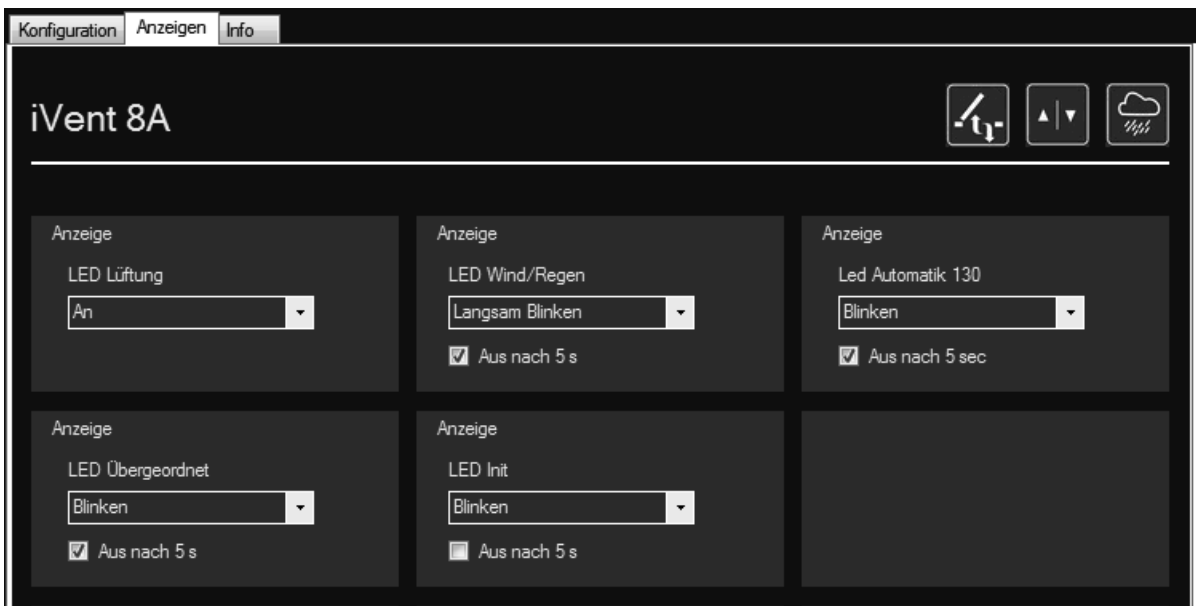 Konfiguration Anzeigen Info
iVent 8A
Anzeige
LED Lüftung
An
Anzeige
LED Wind/Regen
Langsam Blinken
Aus nach 5 s
Anzeige
Led Automatik 130
Blinken
Aus nach 5 sec
Anzeige
LED Übergeordnet
Blinken
Aus nach 5 s
Anzeige
LED Init
Blinken
Aus nach 5 s